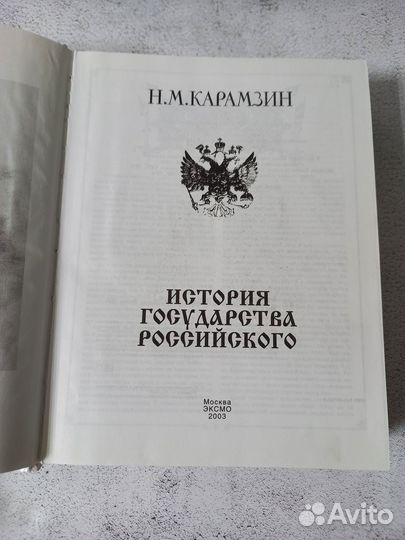 Н.М.КАРАМЗИН
ИСТОРИЯ
ГОСУДАРСТВА
РОССИЙСКОГО
Москва
ЭКСМО
2003
Avito